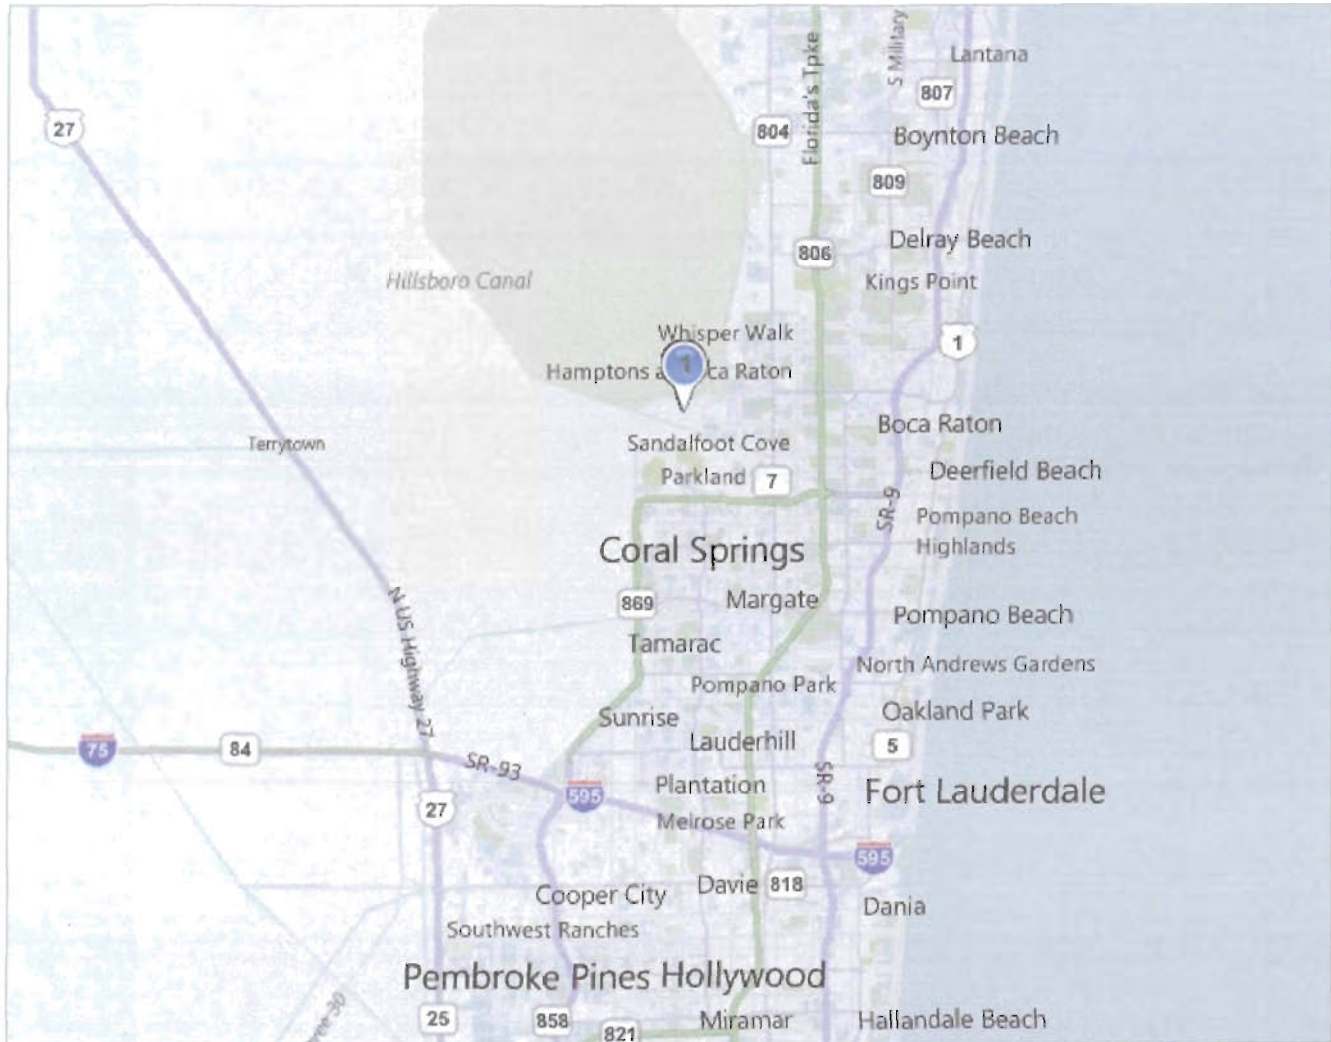 Lantana
S Military
807
Florida's Tpke
27
804
Boynton Beach
809
Delray Beach
806
Hillsboro Canal
Kings Point
Whisper Walk
1
1
Hamptons a ca Raton
Boca Raton
Terrytown
Sandalfoot Cove
Deerfield Beach
Parkland
7
SR-9
Pompano Beach
Highlands
Coral Springs
869
Margate
Pompano Beach
N US Highway 27
Tamarac
North Andrews Gardens
Pompano Park
Sunrise
Oakland Park
Lauderhill
5
75
84
SR-93
Plantation
SR-9
Fort Lauderdale
595
27
Melrose Park
595
Davie
818
Cooper City
Dania
Southwest Ranches
Pembroke Pines
Hollywood
25
858
821
Miramar
Hallandale Beach